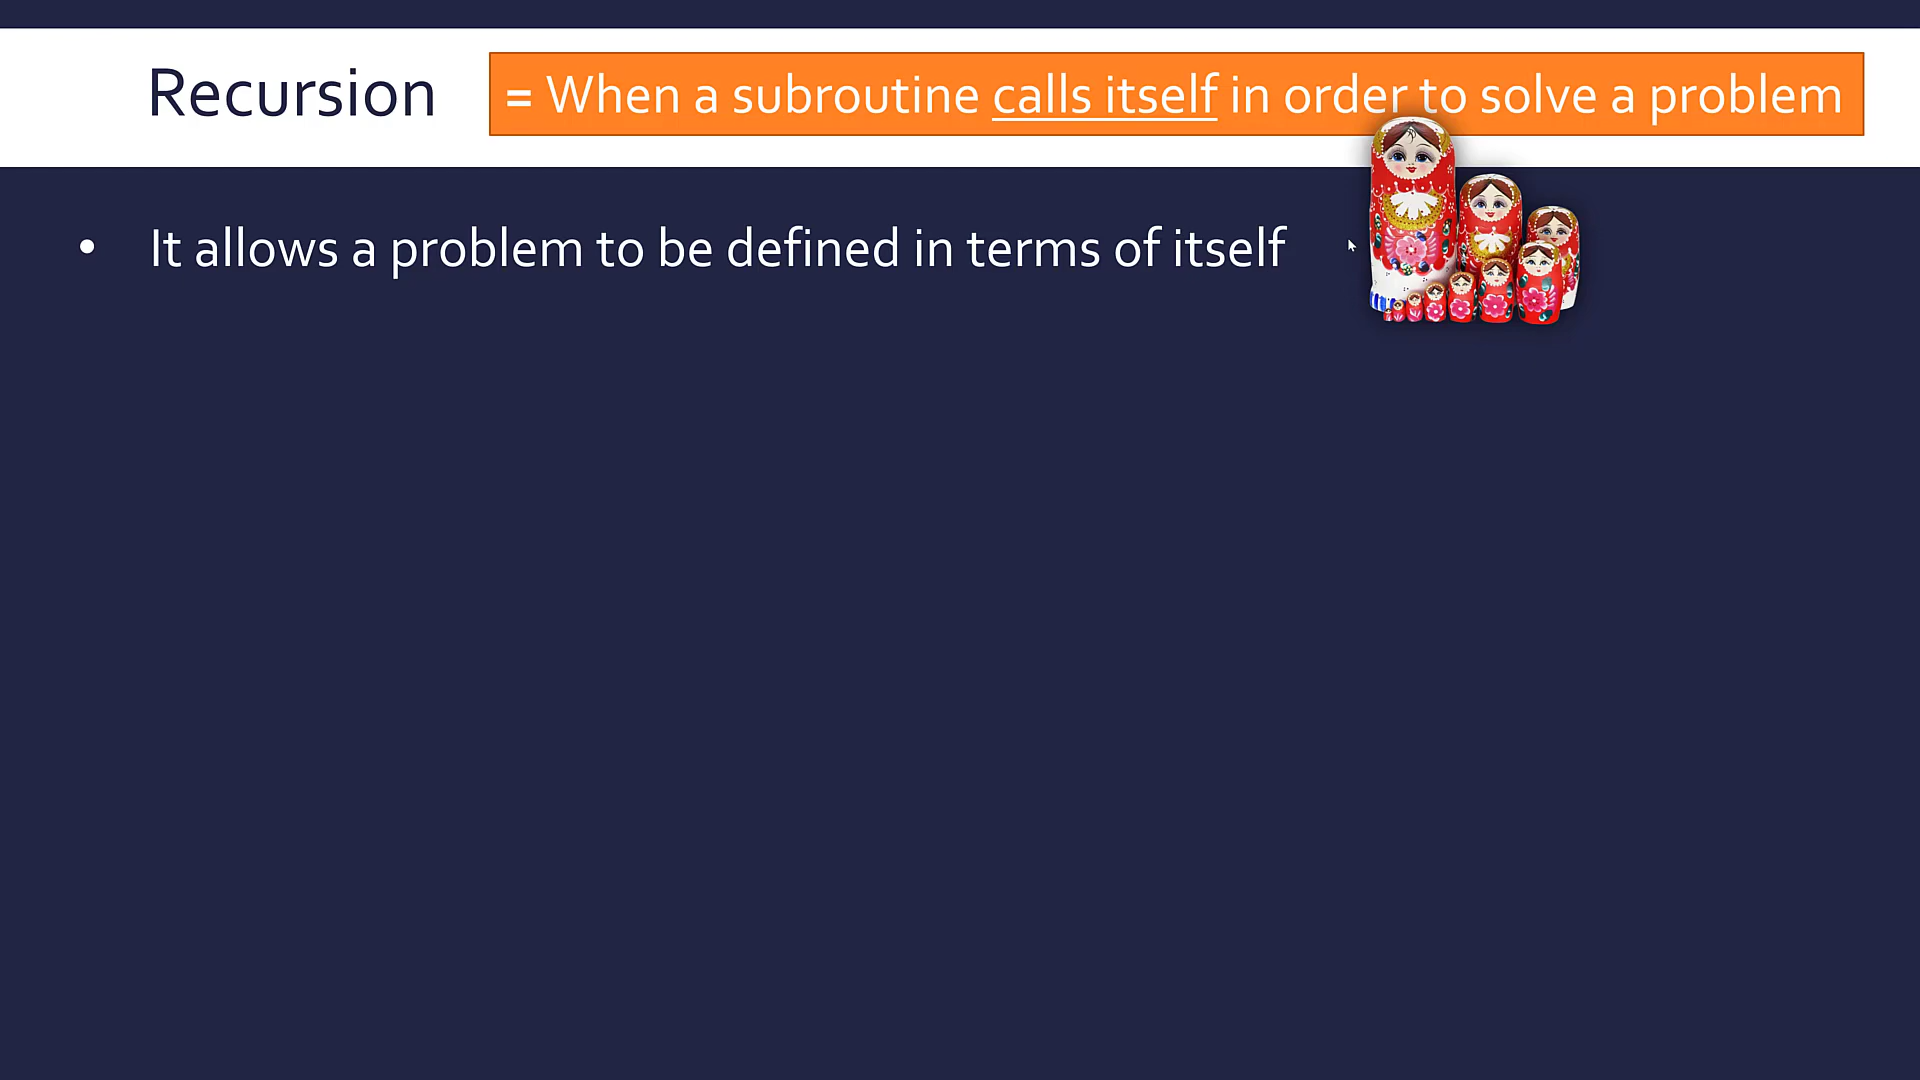 Recursion
= When a subroutine calls itself in order to solve a problem
• It allows a problem to be defined in terms of itself